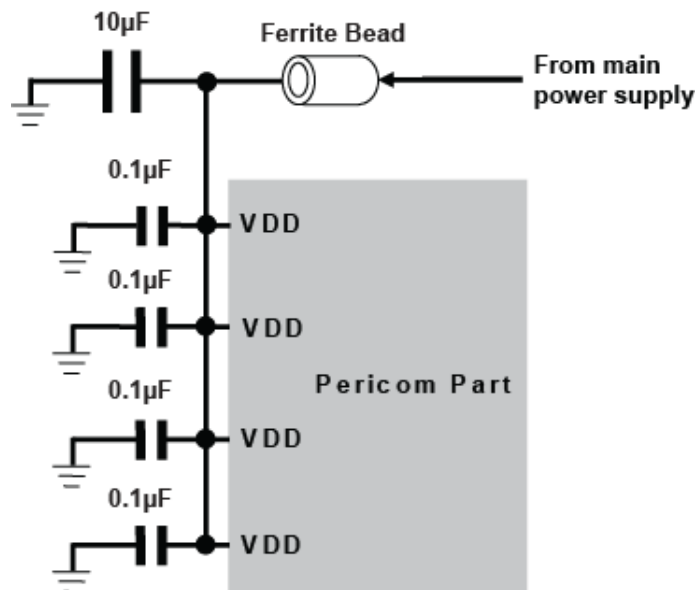 10µF
Ferrite Bead
From main
power supply
0.1µF
VDD
0.1µF
VDD
Pericom Part
0.1µF
VDD
0.1µF
VDD